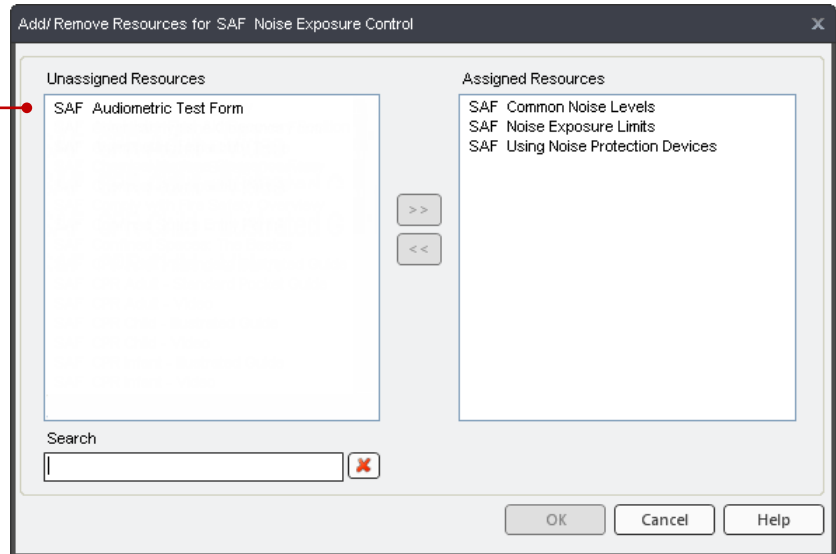 Add/Remove Resources for SAF Noise Exposure Control
x
Unassigned Resources
SAF Audiometric Test Form
Assigned Resources
SAF Common Noise Levels
SAF Noise Exposure Limits
SAF Using Noise Protection Devices
>>
<<
Search
OK
Cancel
Help